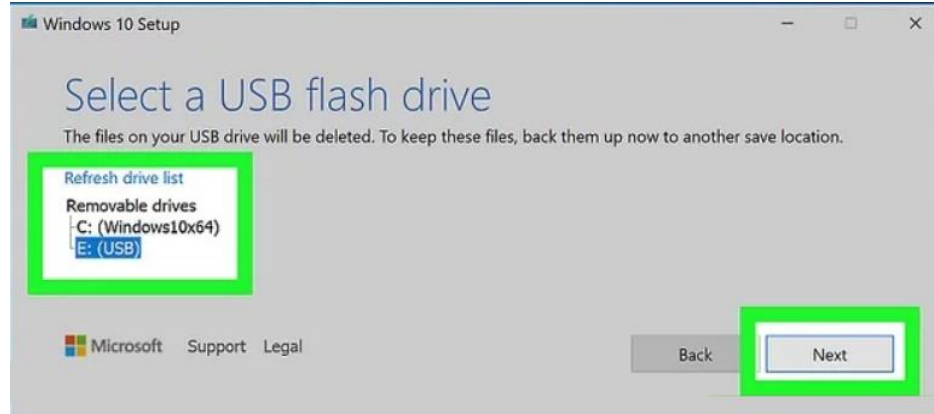 Windows 10 Setup
Select a USB flash drive
The files on your USB drive will be deleted. To keep these files, back them up now to another save location.
Refresh drive list
Removable drives
C: (Windows10x64)
E: (USB)
Microsoft Support Legal
Back Next